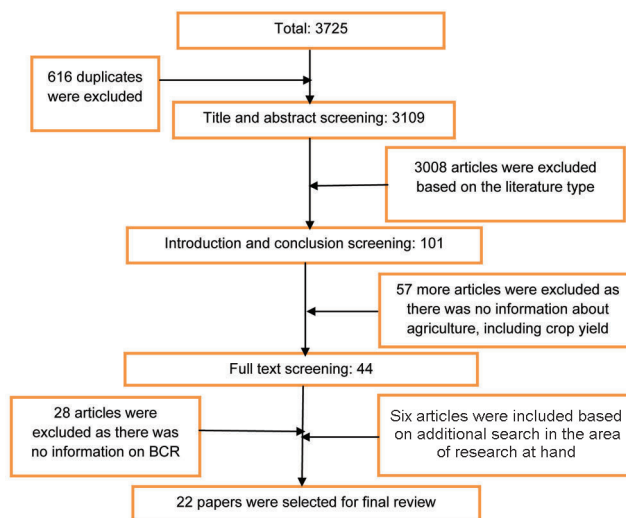 Total: 3725
616 duplicates
were excluded
Title and abstract screening: 3109
3008 articles were excluded
based on the literature type
Introduction and conclusion screening: 101
57 more articles were excluded as
there was no information about
agriculture, including crop yield
Full text screening: 44
28 articles were
excluded as there was
no information on BCR
Six articles were included based
on additional search in the area
of research at hand
22 papers were selected for final review